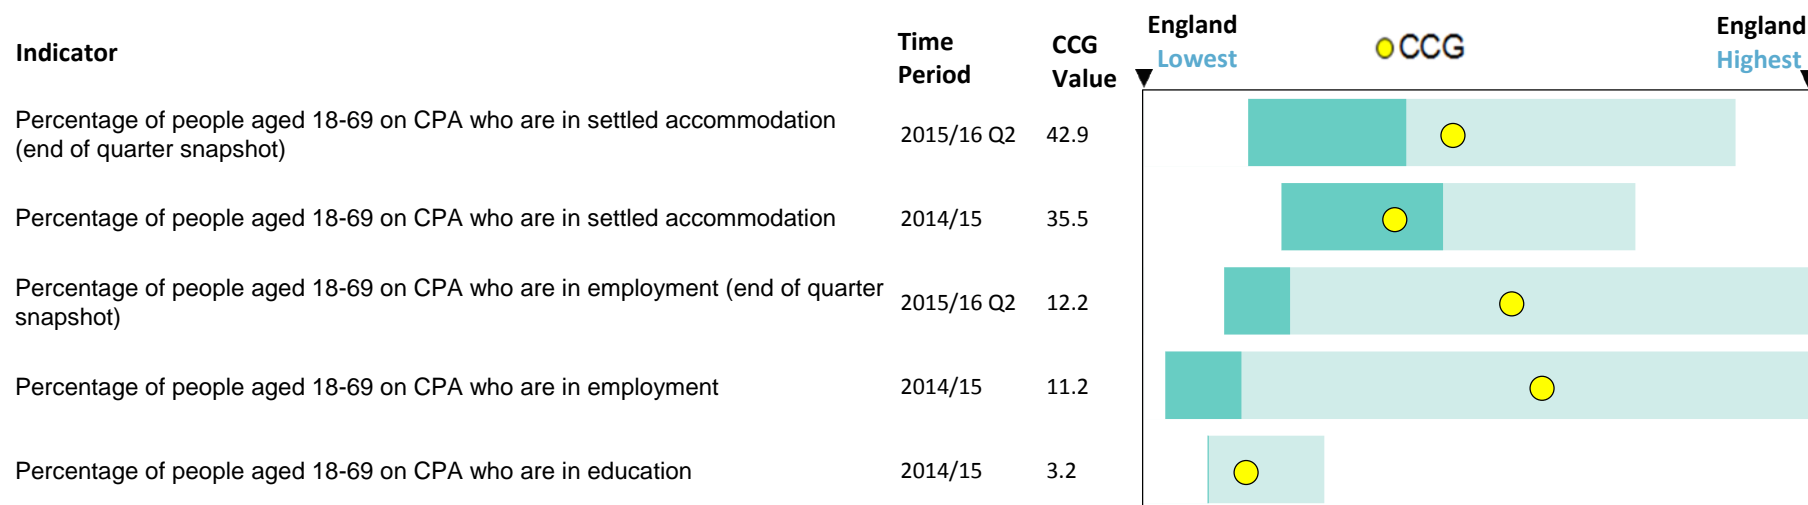 Indicator
Time
Period
CCG
Value
England
Lowest
CCG
England
Highest
Percentage of people aged 18-69 on CPA who are in settled accommodation
(end of quarter snapshot)
2015/16 Q2
42.9
Percentage of people aged 18-69 on CPA who are in settled accommodation
2014/15
35.5
Percentage of people aged 18-69 on CPA who are in employment (end of quarter
snapshot)
2015/16 Q2
12.2
Percentage of people aged 18-69 on CPA who are in employment
2014/15
11.2
Percentage of people aged 18-69 on CPA who are in education
2014/15
3.2